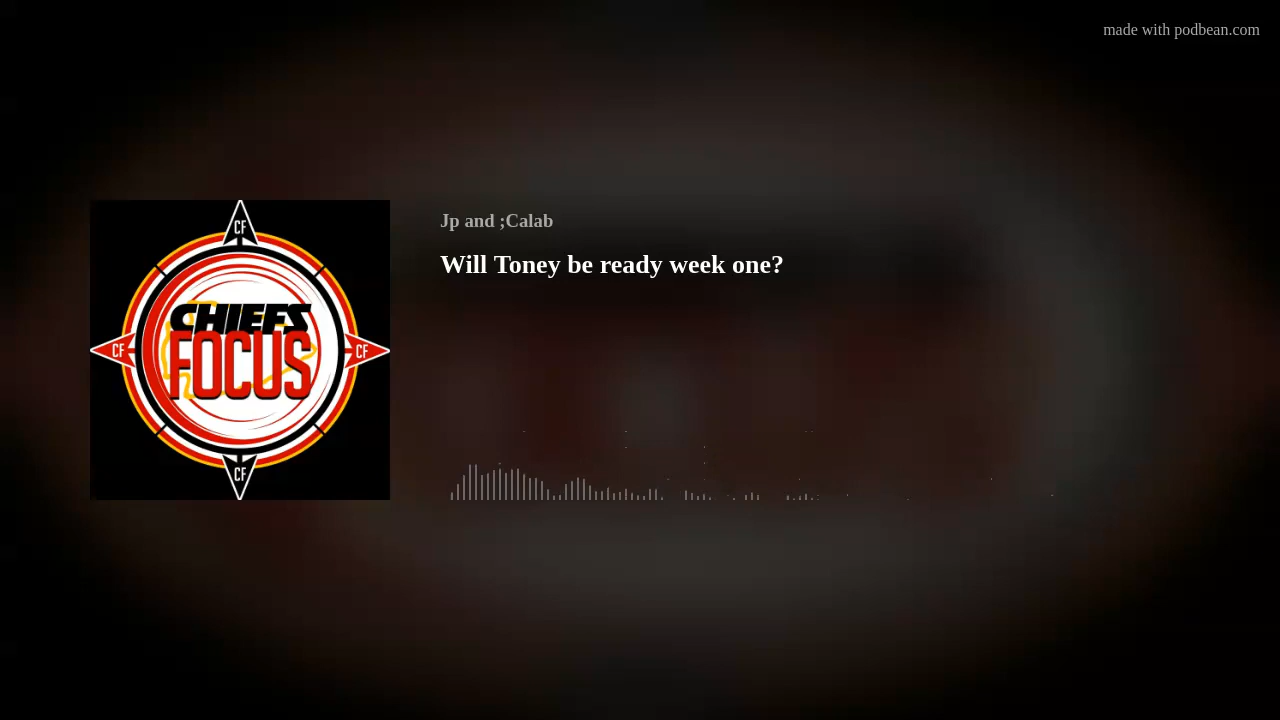 made with podbean.com
CF
Jp and ;Calab
Will Toney be ready week one?
CHIEFS
CF
FOCUS
CF
CF